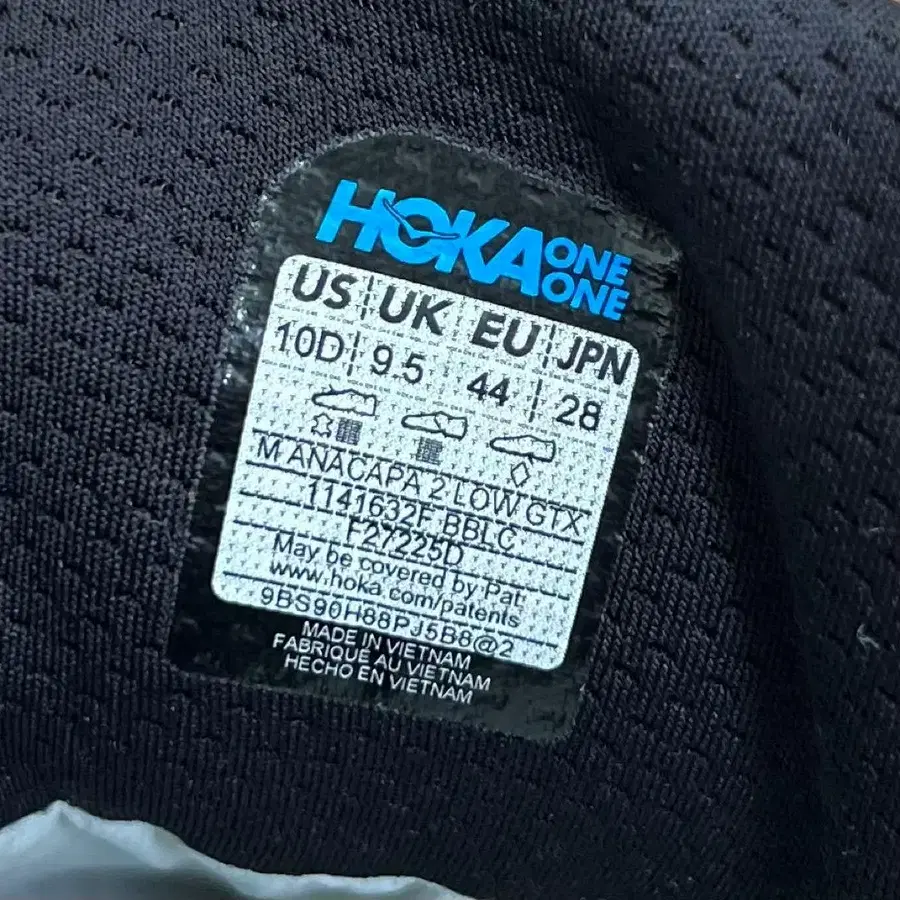 HOKA ONE ONE
US UK EU JPN
10D 9.5 44 28
M ANACAPA 2 LOW GTX
1141632F BBLC
F27225D
May be covered by Pat.
www.hoka.com/patents
9BS90H88PJ5B8@2
MADE IN VIETNAM
FABRIQUE AU VIETNAM
HECHO EN VIETNAM